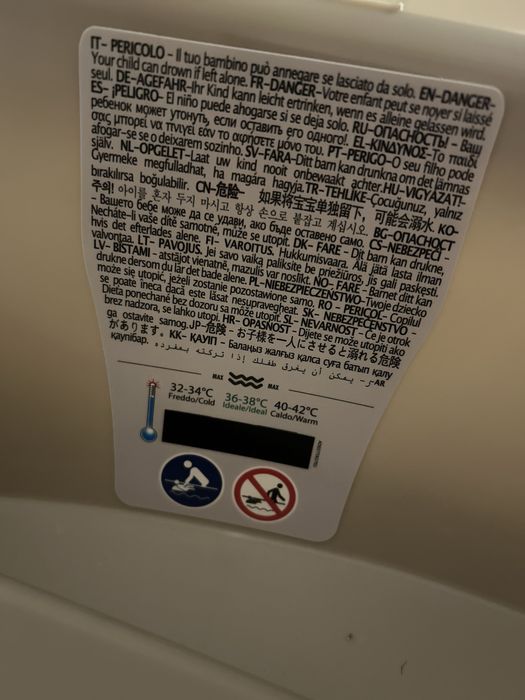 IT- PERICOLO - Il tuo bambino può annegare se lasciato da solo. EN-DANGER-
Your child can drown if left alone. FR-DANGER-Votre enfant peut se noyer si laissé
seul. DE-AGEFAHR-Ihr Kind kann leicht ertrinken, wenn es alleine gelassen wird.
ES- ¡PELIGRO- El niño puede ahogarse si se deja solo. RU-ОПАСНОСТЬ! - Ваш
ребенок может утонуть, если оставить его одного!. EL-ΚΙΝΔΥΝΟΣ-Το παιδί
σας μπορεί να πνιγεί εάν το αφήσετε μόνο του. PT-PERIGO-O seu filho pode
afogar-se se o deixarem sozinho. SV-FARA-Ditt barn kan drunkna om det lämnas
själv. NL-OPGELET-Laat uw kind nooit onbewaakt achter.HU-VIGYÁZAT!-
Gyermeke megfulladhat, ha magára hagyja.TR-TEHLIKE-Çocuğunuz, yalnız
bırakılırsa boğulabilir. CN-危险- 如果将宝宝单独留下, 可能会溺水. KO-
주의! 아이를 혼자 두지 마시고 항상 손으로 붙잡고 계십시오. BG-ОПАСНОСТ
- Вашето бебе може да се удави, ако бъде оставено само. CS-NEBEZPEČÍ -
Necháte-li vaše dítě samotné, může se utopit. DK- FARE - Dit barn kan drukne,
hvis det efterlades alene. FI- VAROITUS. Hukkumisvaara. Älä jätä lasta ilman
valvontaa. LT- PAVOJUS. Jei savo vaiką paliksite be priežiūros, jis gali paskęsti.
LV- BĪSTAMI - atstājot vienatnē, mazulis var noslīkt. NO- FARE - Barnet ditt kan
drukne dersom du lar det bade alene. PL-NIEBEZPIECZEŃSTWO- Twoje dziecko
może się utopić, jeżeli zostanie pozostawione samo. RO - PERICOL- Copilul
se poate îneca dacă este lăsat nesupravegheat. SK- NEBEZPEČENSTVO -
Dieťa ponechané bez dozoru sa môže utopiť. SL- NEVARNOST - Če je otrok
brez nadzora, se lahko utopi. HR- OPASNOST - Dijete se može utopiti ako
ga ostavite samog. JP-危険 - お子様を一人にさせると溺れる危険
があります。KK- ҚАУІП - Балаңыз жалғыз қалса суға батып қалу
қаупібар. AR- يمكن أن يغرق طفلك إذا تركته بمفرده
MAX MAX
32-34°C 36-38°C 40-42°C
Freddo/Cold Ideale/Ideal Caldo/Warm